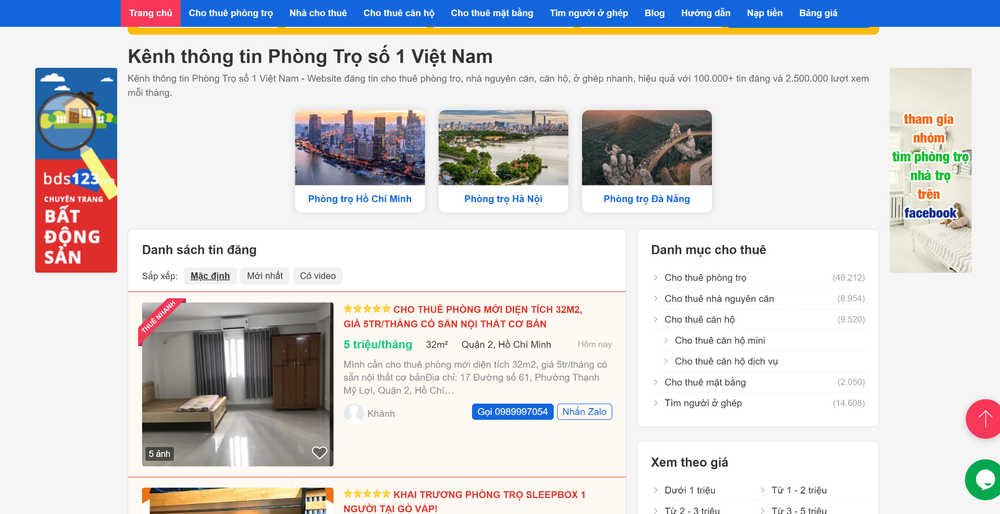 Trang chủ
Cho thuê phòng trọ
Nhà cho thuê
Cho thuê căn hộ
Cho thuê mặt bằng
Tìm người ở ghép
Blog
Hướng dẫn
Nạp tiền
Bảng giá
Kênh thông tin Phòng Trọ số 1 Việt Nam
Kênh thông tin Phòng Trọ số 1 Việt Nam - Website đăng tin cho thuê phòng trọ, nhà nguyên căn, căn hộ, ở ghép nhanh, hiệu quả với 100.000+ tin đăng và 2.500.000 lượt xem
mỗi tháng.
bds123.vn
CHUYÊN TRANG
BẤT
ĐỘNG
SẢN
Phòng trọ Hồ Chí Minh
Phòng trọ Hà Nội
Phòng trọ Đà Nẵng
tham gia
nhóm
tìm phòng trọ
nhà trọ
trên
facebook
Danh sách tin đăng
Sắp xếp:
Mặc định
Mới nhất
Có video
THUÊ NHANH
5 ảnh
CHO THUÊ PHÒNG MỚI DIỆN TÍCH 32M2,
GIÁ 5TR/THÁNG CÓ SẴN NỘI THẤT CƠ BẢN
5 triệu/tháng
32m²
Quận 2, Hồ Chí Minh
Hôm nay
Mình cần cho thuê phòng mới diện tích 32m2, giá 5tr/tháng có
sẵn nội thất cơ bảnĐịa chỉ: 17 Đường số 61, Phường Thạnh
Mỹ Lợi, Quận 2, Hồ Chí…
Khánh
Gọi 0989997054
Nhắn Zalo
KHAI TRƯƠNG PHÒNG TRỌ SLEEPBOX 1
NGƯỜI TẠI GÒ VẤP!
Danh mục cho thuê
Cho thuê phòng trọ (49.212)
Cho thuê nhà nguyên căn (8.954)
Cho thuê căn hộ (9.520)
Cho thuê căn hộ mini
Cho thuê căn hộ dịch vụ
Cho thuê mặt bằng (2.050)
Tìm người ở ghép (14.608)
Xem theo giá
Dưới 1 triệu
Từ 1 - 2 triệu
Từ 2 - 3 triệu
Từ 3 - 5 triệu